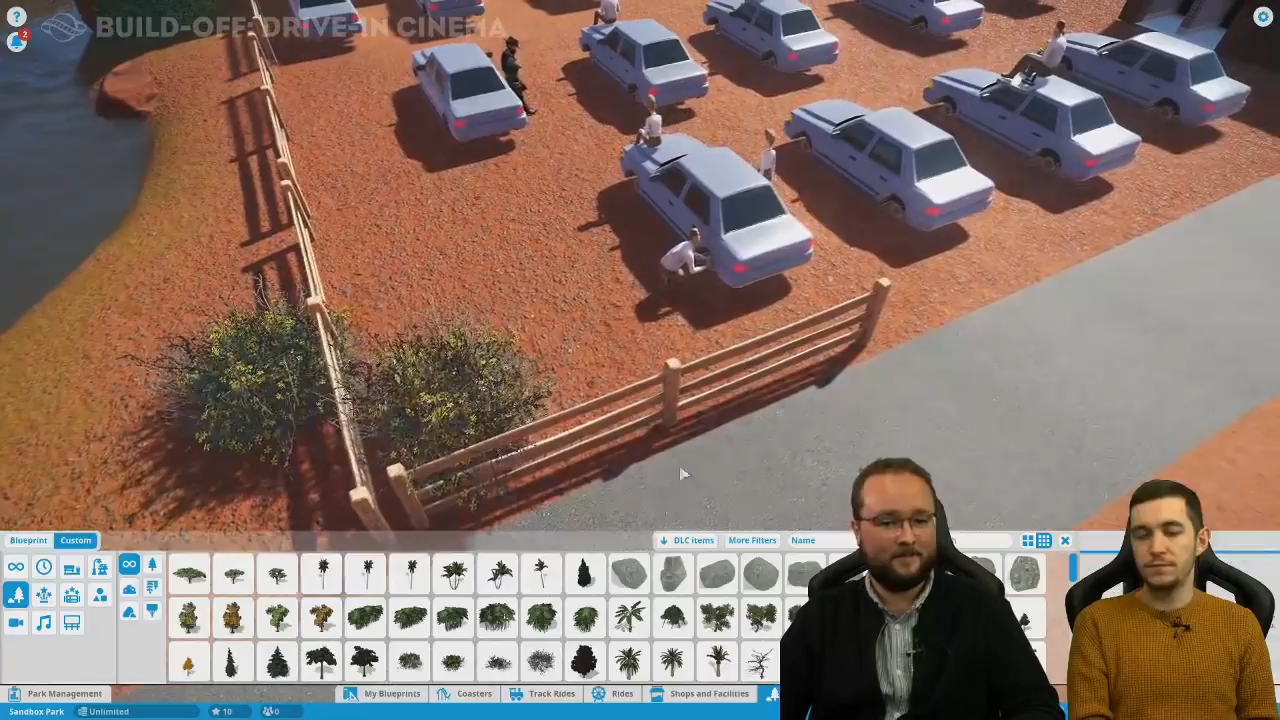 BUILD-OFF: DRIVE-IN CINEMA
?
2
Blueprint
Custom
DLC items
More Filters
Name
Park Management
My Blueprints
Coasters
Track Rides
Rides
Shops and Facilities
Sandbox Park
Unlimited
10
0